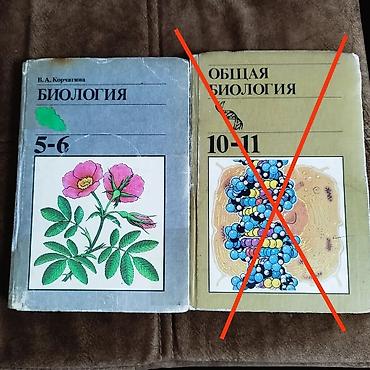 В. А. Корчагина
БИОЛОГИЯ
5-6
ОБЩАЯ
БИОЛОГИЯ
10-11